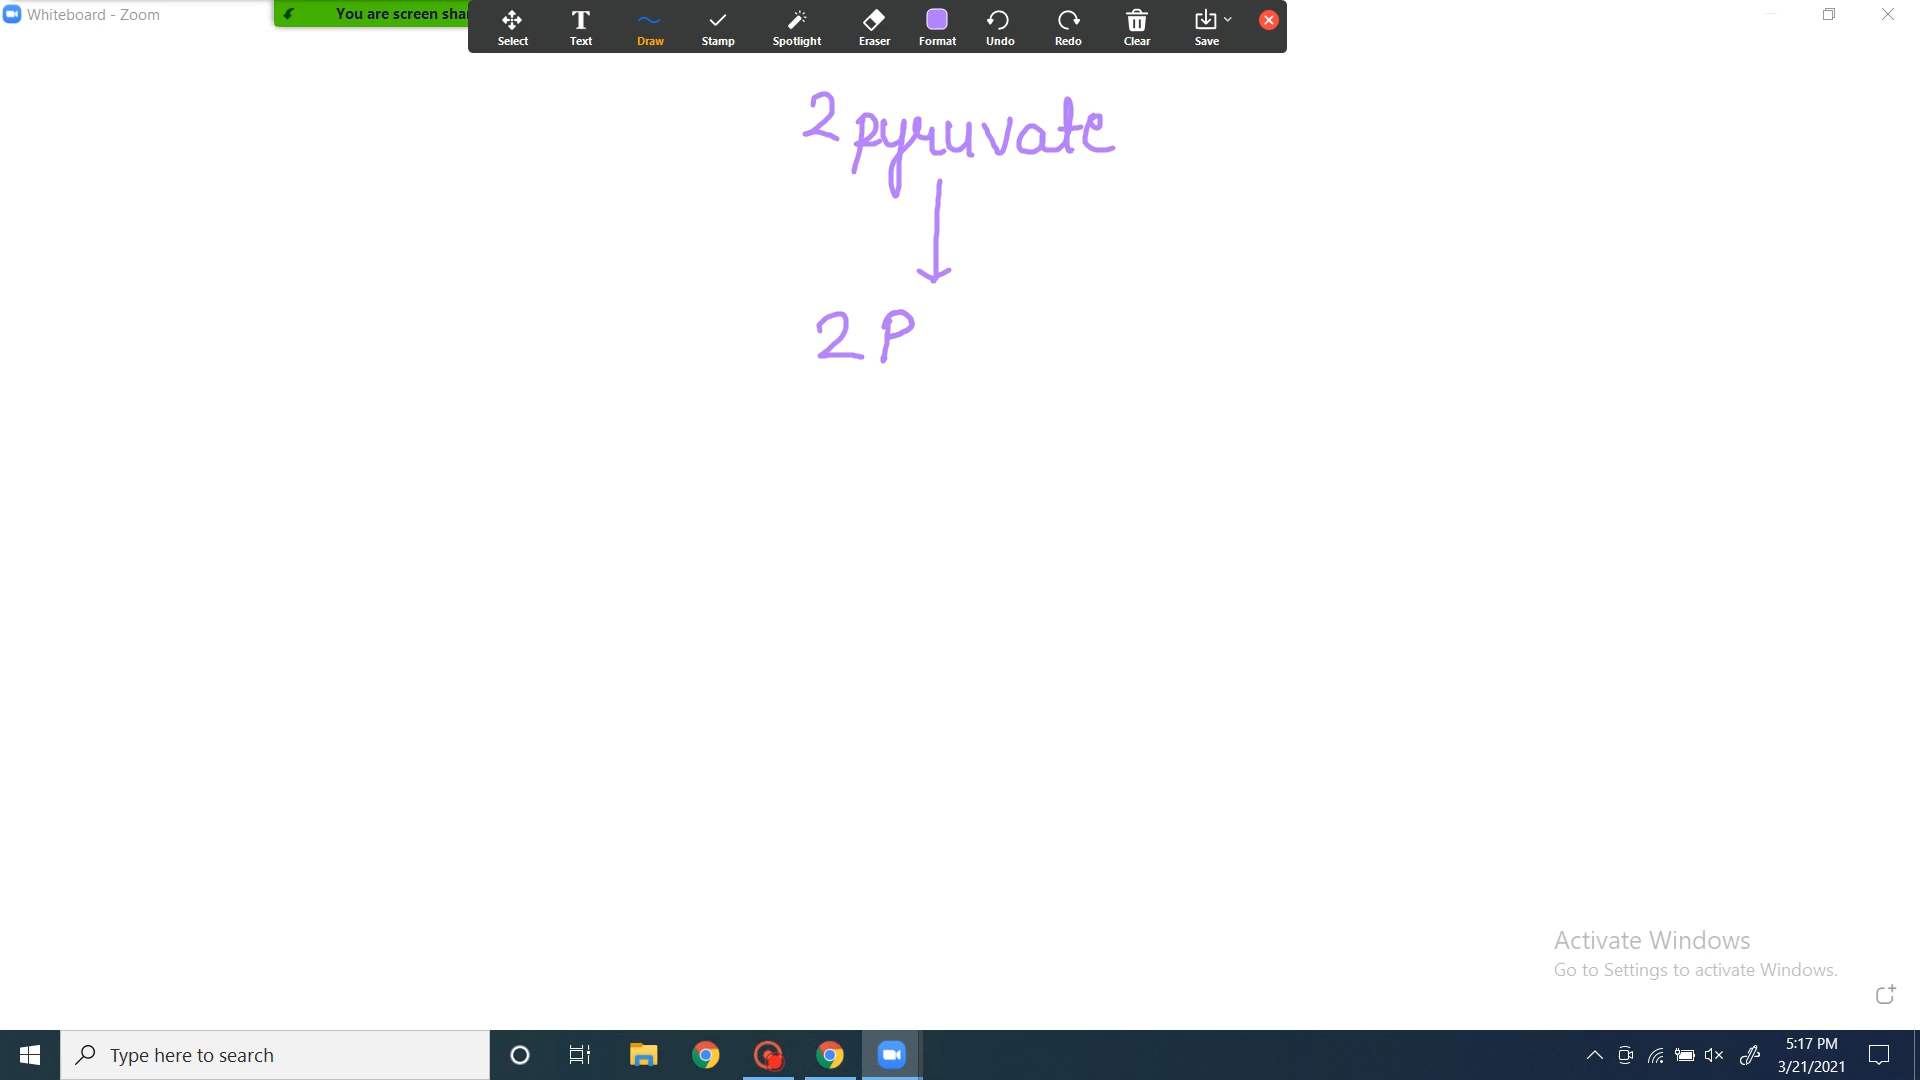 Whiteboard - Zoom
You are screen sha
Select Text Draw Stamp Spotlight Eraser Format Undo Redo Clear Save
2 pyruvate
2 P
Activate Windows
Go to Settings to activate Windows.
Type here to search
5:17 PM
3/21/2021